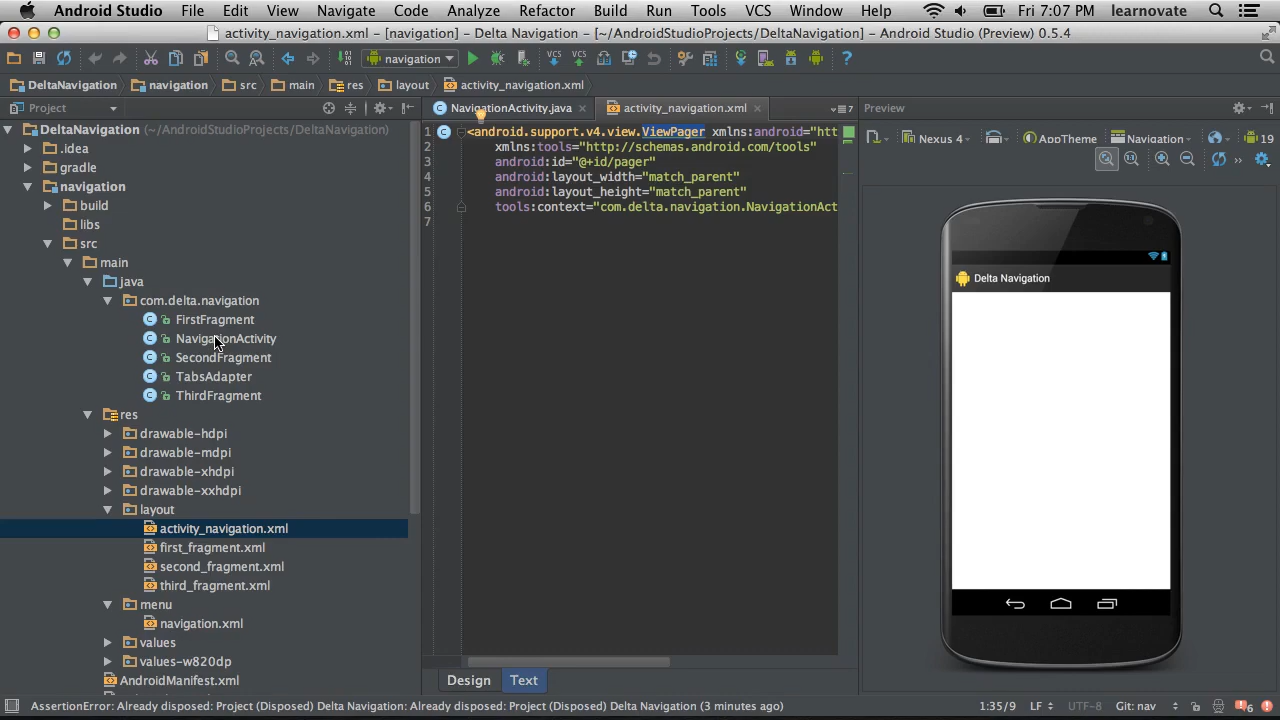 Android Studio File Edit View Navigate Code Analyze Refactor Build Run Tools VCS Window Help Fri 7:07 PM learnovate
activity_navigation.xml - [navigation] - Delta Navigation - [~/AndroidStudioProjects/DeltaNavigation] - Android Studio (Preview) 0.5.4
navigation VCS VCS
DeltaNavigation navigation src main res layout activity_navigation.xml
Project
DeltaNavigation (~/AndroidStudioProjects/DeltaNavigation)
.idea
gradle
navigation
build
libs
src
main
java
com.delta.navigation
FirstFragment
NavigationActivity
SecondFragment
TabsAdapter
ThirdFragment
res
drawable-hdpi
drawable-mdpi
drawable-xhdpi
drawable-xxhdpi
layout
activity_navigation.xml
first_fragment.xml
second_fragment.xml
third_fragment.xml
menu
navigation.xml
values
values-w820dp
AndroidManifest.xml
NavigationActivity.java activity_navigation.xml 7
1 <android.support.v4.view.ViewPager xmlns:android="htt
2 xmlns:tools="http://schemas.android.com/tools"
3 android:id="@+id/pager"
4 android:layout_width="match_parent"
5 android:layout_height="match_parent"
6 tools:context="com.delta.navigation.NavigationAct
7
Design Text
Preview
Nexus 4 AppTheme Navigation 19
Delta Navigation
AssertionError: Already disposed: Project (Disposed) Delta Navigation: Already disposed: Project (Disposed) Delta Navigation (3 minutes ago) 1:35/9 LF UTF-8 Git: nav 6